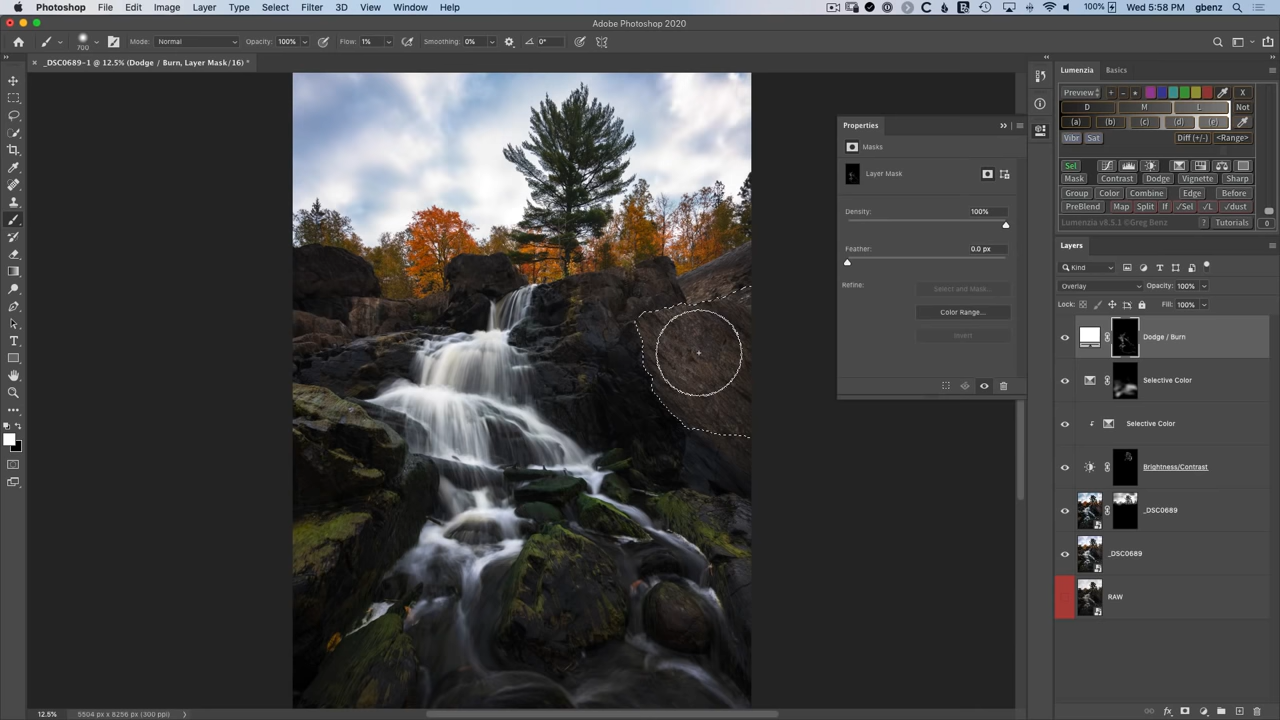 Photoshop File Edit Image Layer Type Select Filter 3D View Window Help 100% Wed 5:58 PM gbenz
Adobe Photoshop 2020
700 Mode: Normal Opacity: 100% Flow: 1% Smoothing: 0% 0°
_DSC0689-1 @ 12.5% (Dodge / Burn, Layer Mask/16) *
Properties
Masks
Layer Mask
Density: 100%
Feather: 0.0 px
Refine: Select and Mask...
Color Range...
Invert
Lumenzia Basics
Preview + - * X
D M L Not
(a) (b) (c) (d) (e)
Vibr Sat Diff (+/-) <Range>
Sel
Mask Contrast Dodge Vignette Sharp
Group Color Combine Edge Before
PreBlend Map Split If ✓Sel ✓L ✓dust
Lumenzia v8.5.1 ©Greg Benz ? Tutorials 0
Layers
Kind
Overlay Opacity: 100%
Lock: Fill: 100%
Dodge / Burn
Selective Color
Selective Color
Brightness/Contrast
_DSC0689
_DSC0689
RAW
12.5% 5504 px x 8256 px (300 ppi)